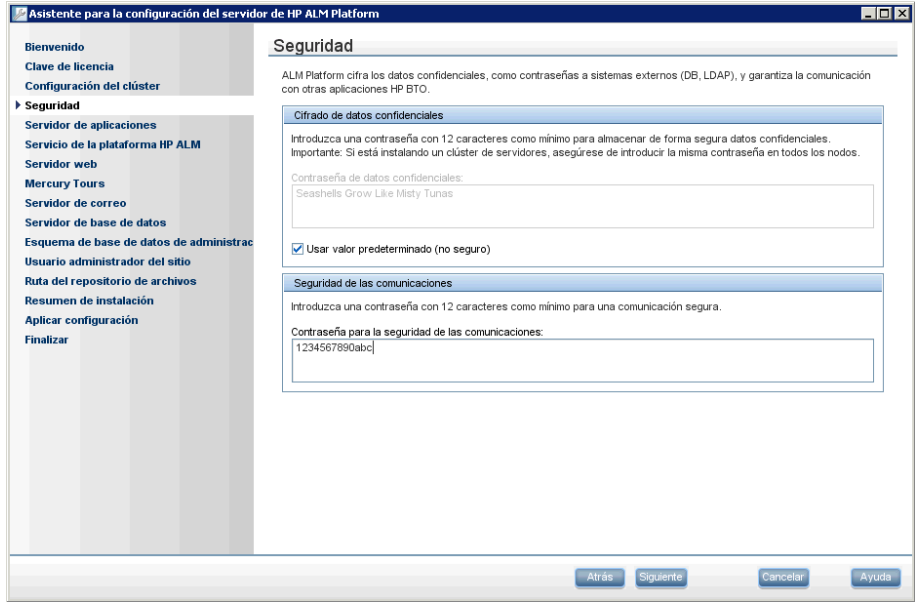 Asistente para la configuración del servidor de HP ALM Platform
Bienvenido
Clave de licencia
Configuración del clúster
Seguridad
Servidor de aplicaciones
Servicio de la plataforma HP ALM
Servidor web
Mercury Tours
Servidor de correo
Servidor de base de datos
Esquema de base de datos de administrac
Usuario administrador del sitio
Ruta del repositorio de archivos
Resumen de instalación
Aplicar configuración
Finalizar
Seguridad
ALM Platform cifra los datos confidenciales, como contraseñas a sistemas externos (DB, LDAP), y garantiza la comunicación
con otras aplicaciones HP BTO.
Cifrado de datos confidenciales
Introduzca una contraseña con 12 caracteres como mínimo para almacenar de forma segura datos confidenciales.
Importante: Si está instalando un clúster de servidores, asegúrese de introducir la misma contraseña en todos los nodos.
Contraseña de datos confidenciales:
Seashells Grow Like Misty Tunas
Usar valor predeterminado (no seguro)
Seguridad de las comunicaciones
Introduzca una contraseña con 12 caracteres como mínimo para una comunicación segura.
Contraseña para la seguridad de las comunicaciones:
1234567890abc
Atrás
Siguiente
Cancelar
Ayuda